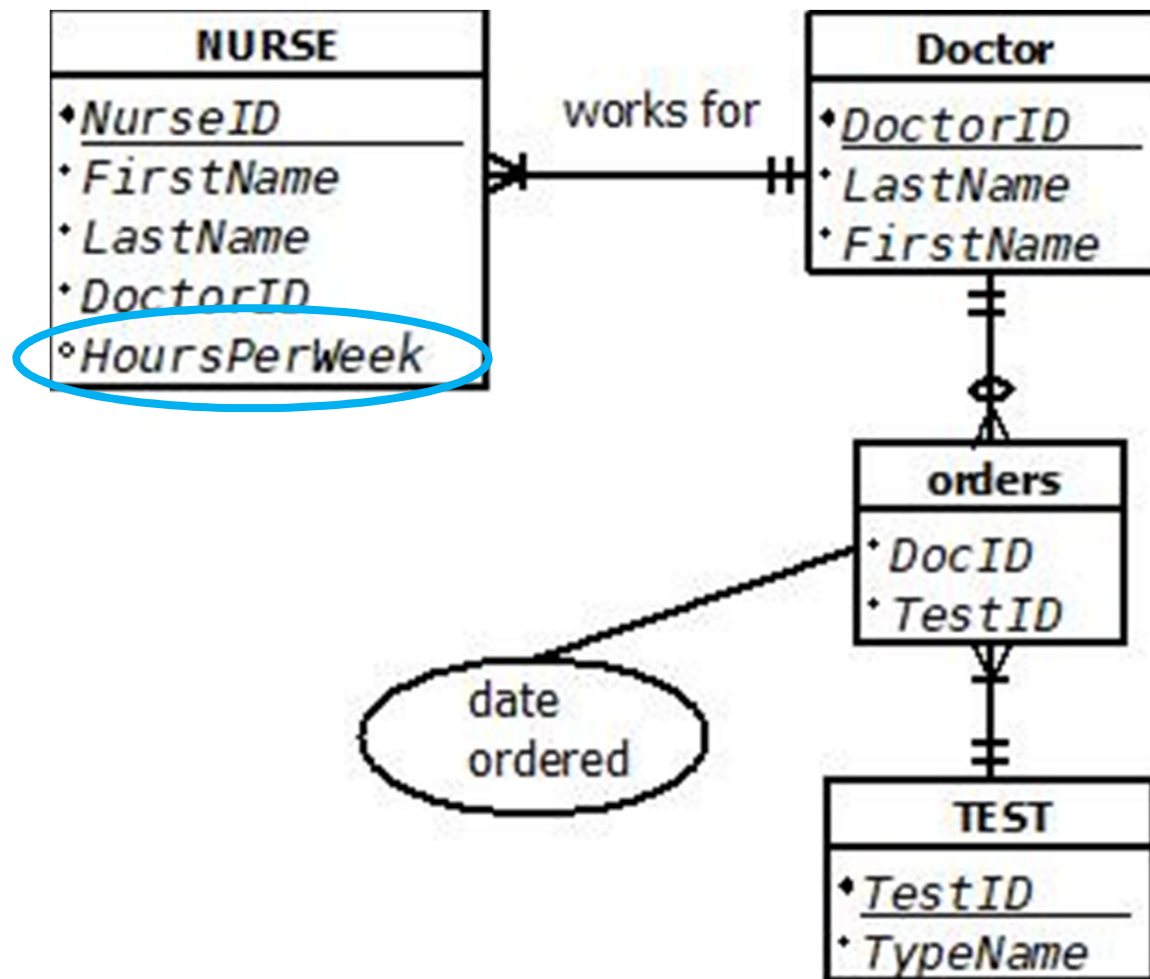 NURSE
NurseID
FirstName
LastName
DoctorID
HoursPerWeek
works for
Doctor
DoctorID
LastName
FirstName
orders
DocID
TestID
date
ordered
TEST
TestID
TypeName